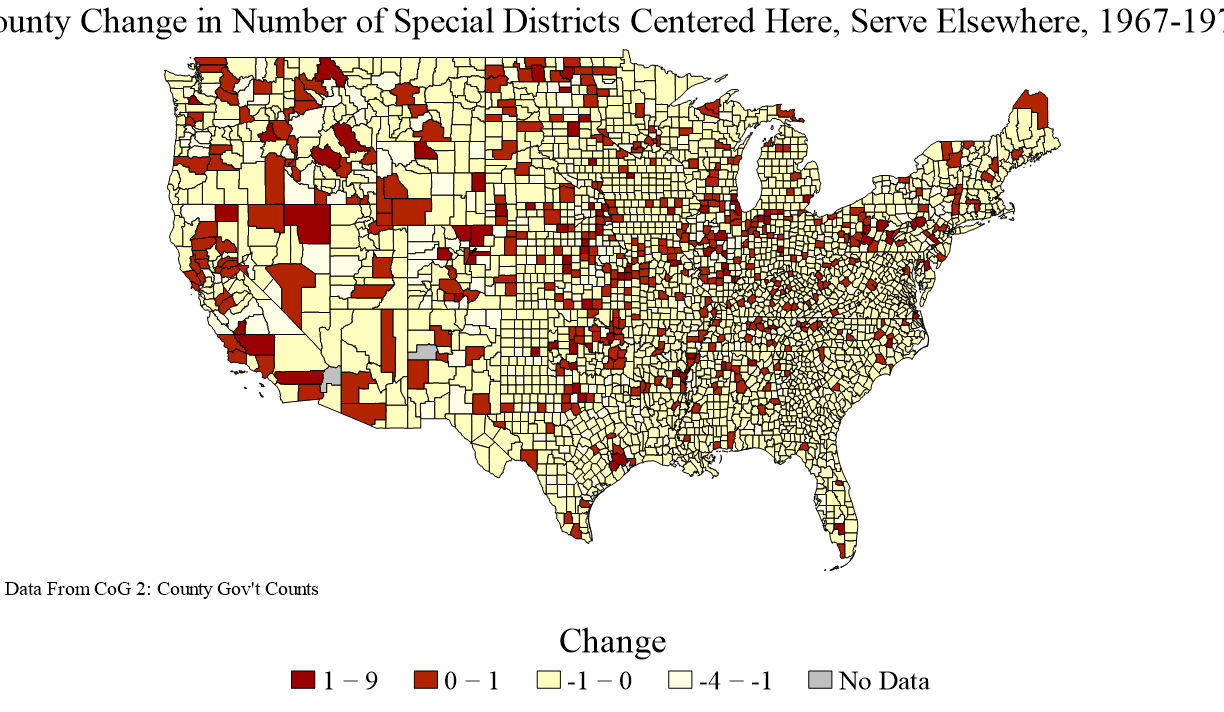 ounty Change in Number of Special Districts Centered Here, Serve Elsewhere, 1967-197
Data From CoG 2: County Gov't Counts
Change
1 − 9 0 − 1 -1 − 0 -4 − -1 No Data